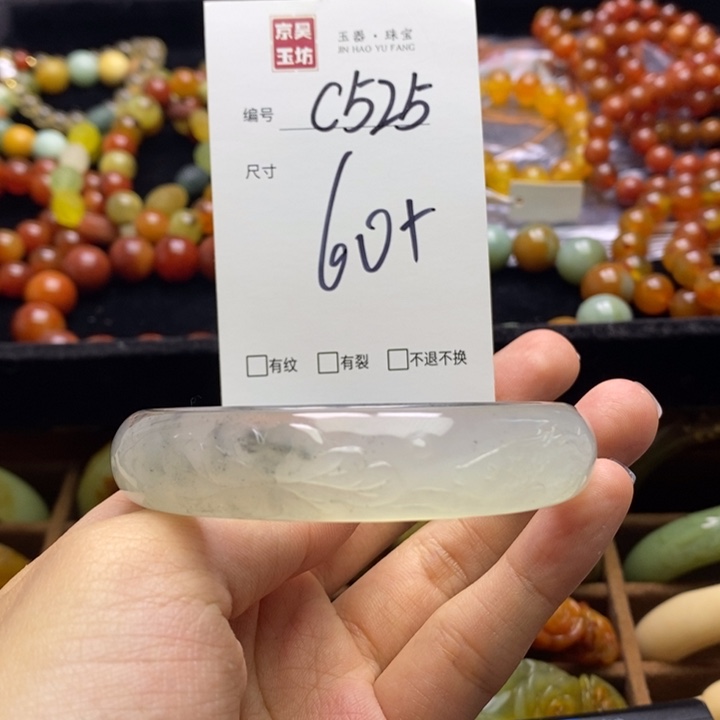 京昊
玉坊
玉器·珠宝
JIN HAO YU FANG
编号 C525
尺寸
60+
有纹 有裂 不退不换